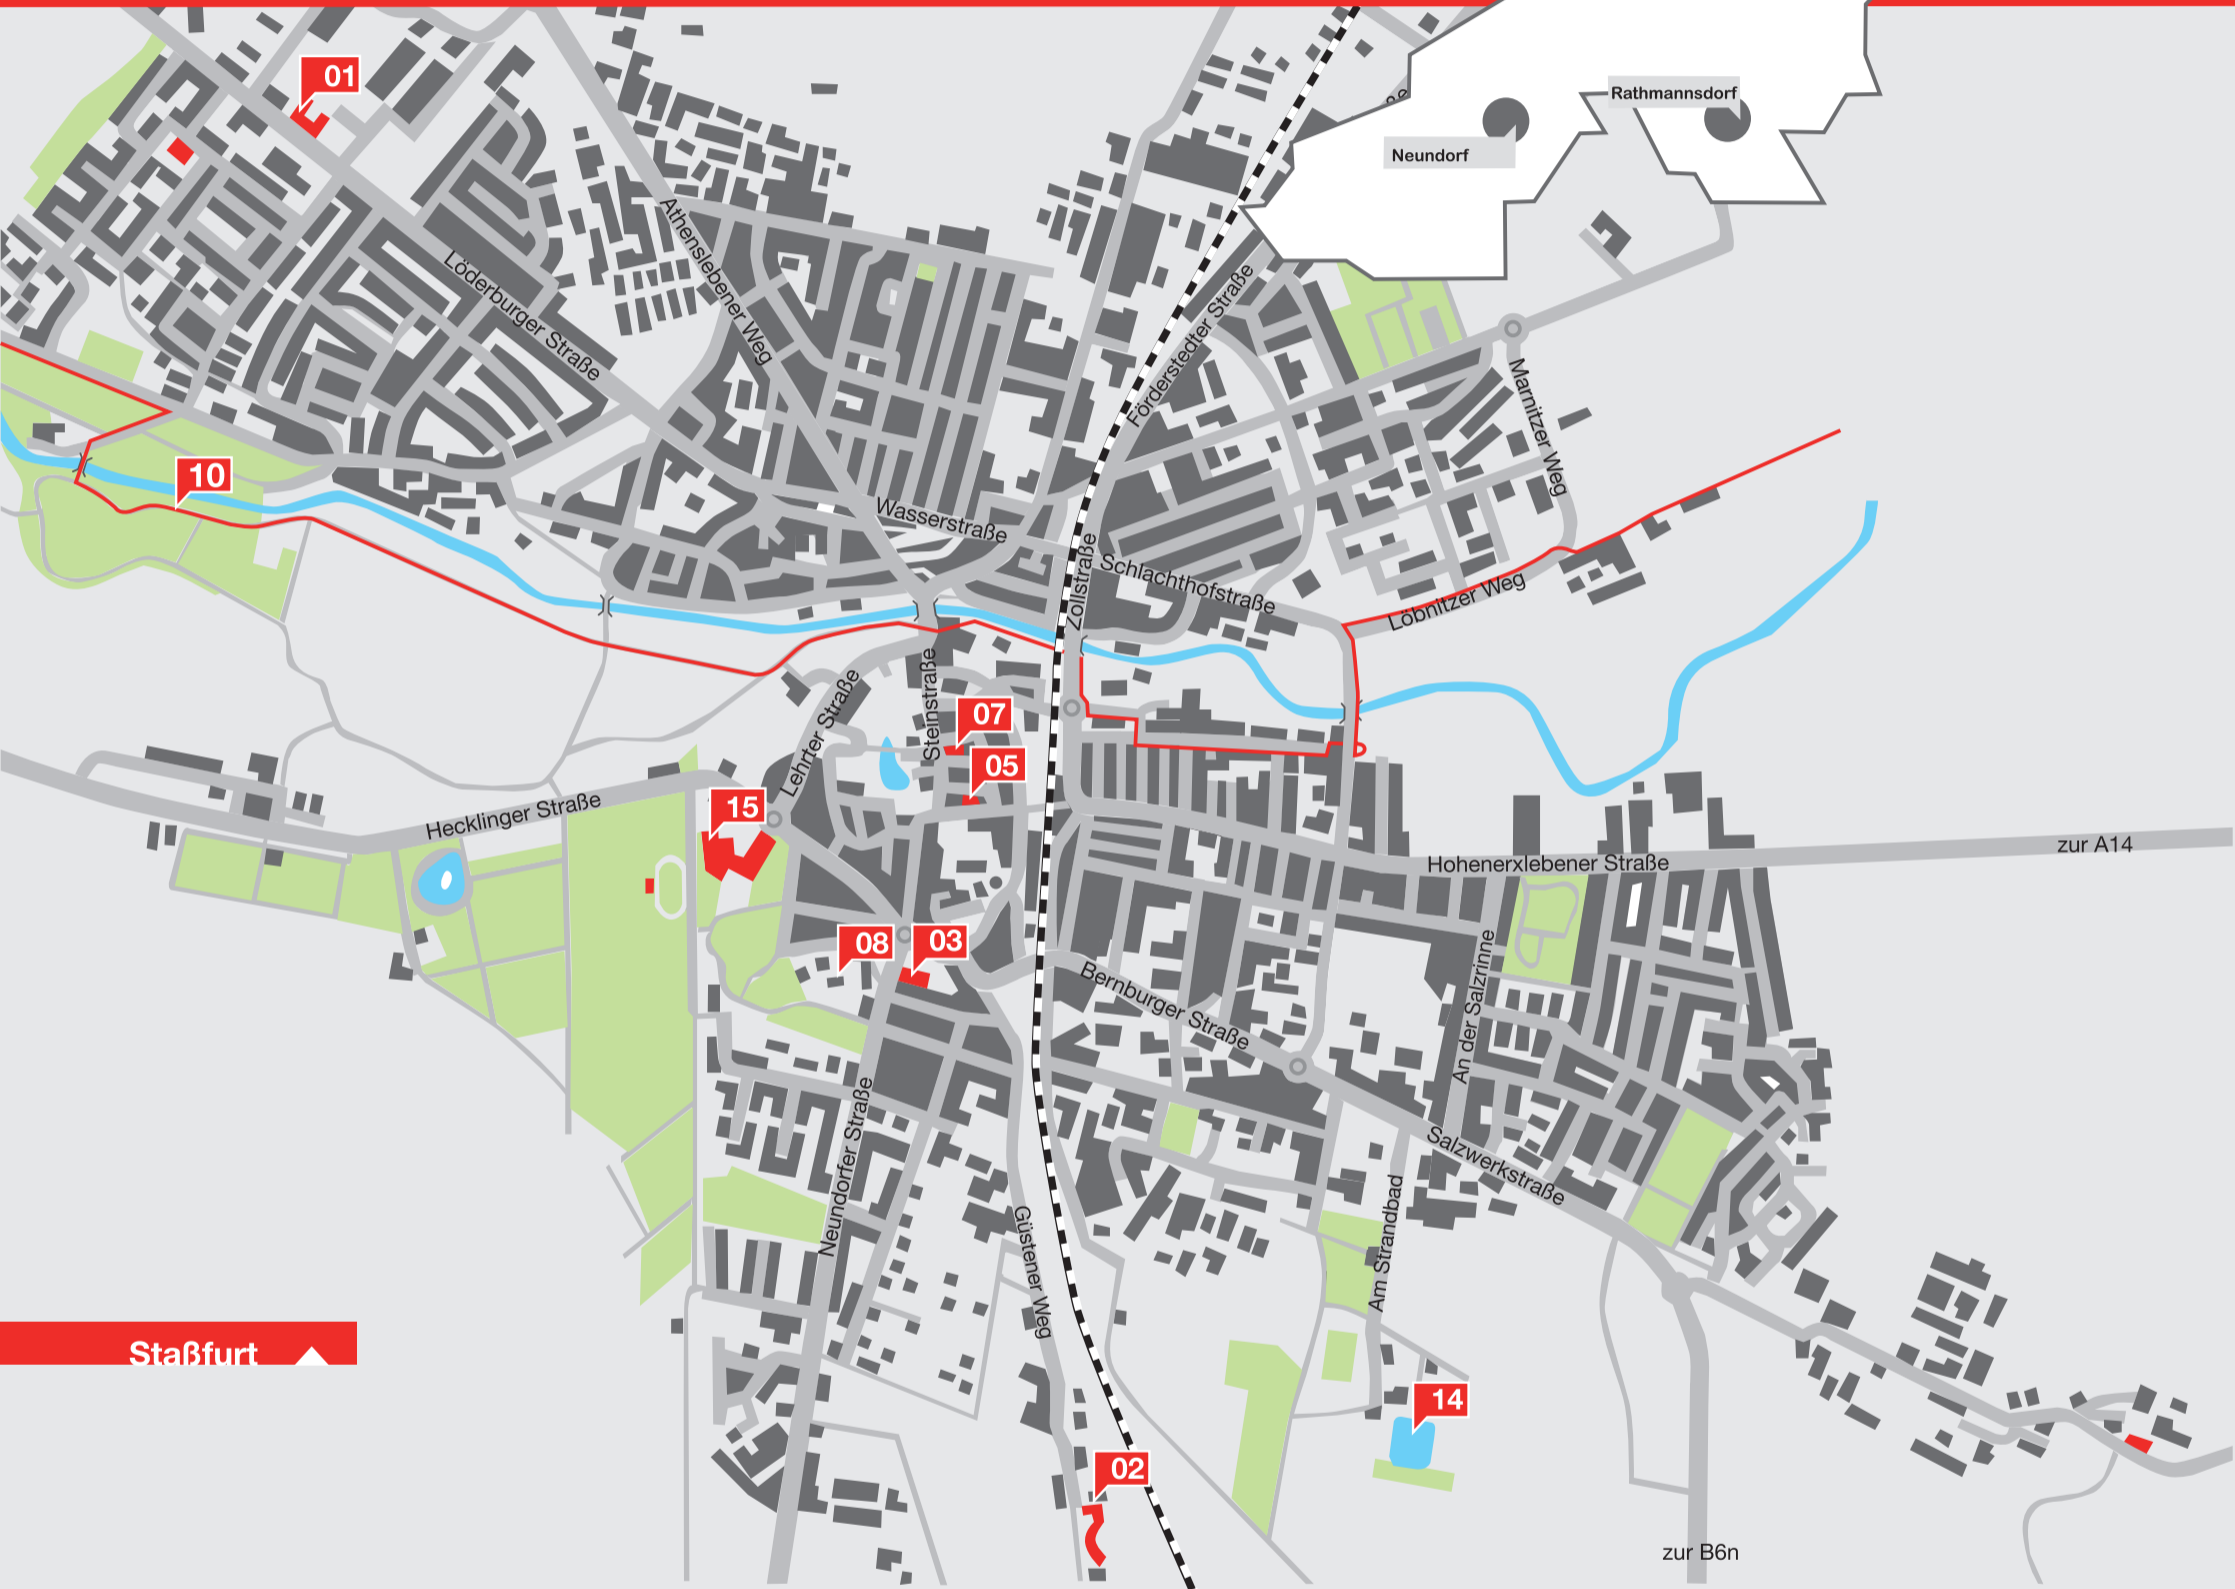 01
Rathmannsdorf
Neundorf
Athenslebener Weg
Löderburger Straße
Förderstedter Straße
Marnitzer Weg
10
Wasserstraße
Zollstraße
Schlachthofstraße
Löbnitzer Weg
Steinstraße
Lehrter Straße
07
05
15
Hecklinger Straße
Hohenerxlebener Straße
zur A14
08
03
Bernburger Straße
An der Salzrinne
Neundorfer Straße
Salzwerkstraße
Am Strandbad
Güstener Weg
Staßfurt
14
02
zur B6n